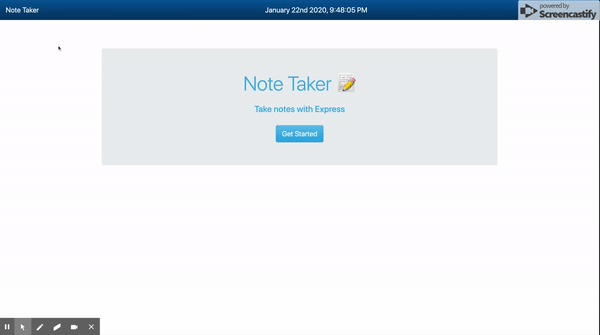 Note Taker
January 22nd 2020, 9:48:05 PM
powered by
Screencastify
Note Taker 📝
Take notes with Express
Get Started